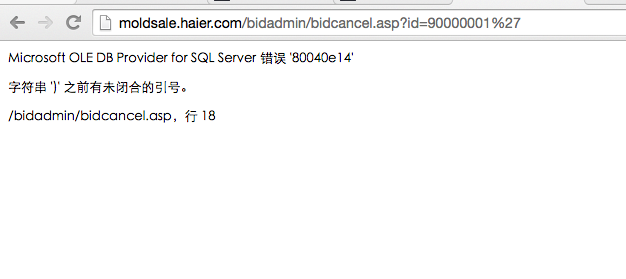 moldsale.haier.com/bidadmin/bidcancel.asp?id=90000001%27
Microsoft OLE DB Provider for SQL Server 错误 '80040e14'
字符串 ')' 之前有未闭合的引号。
/bidadmin/bidcancel.asp，行 18